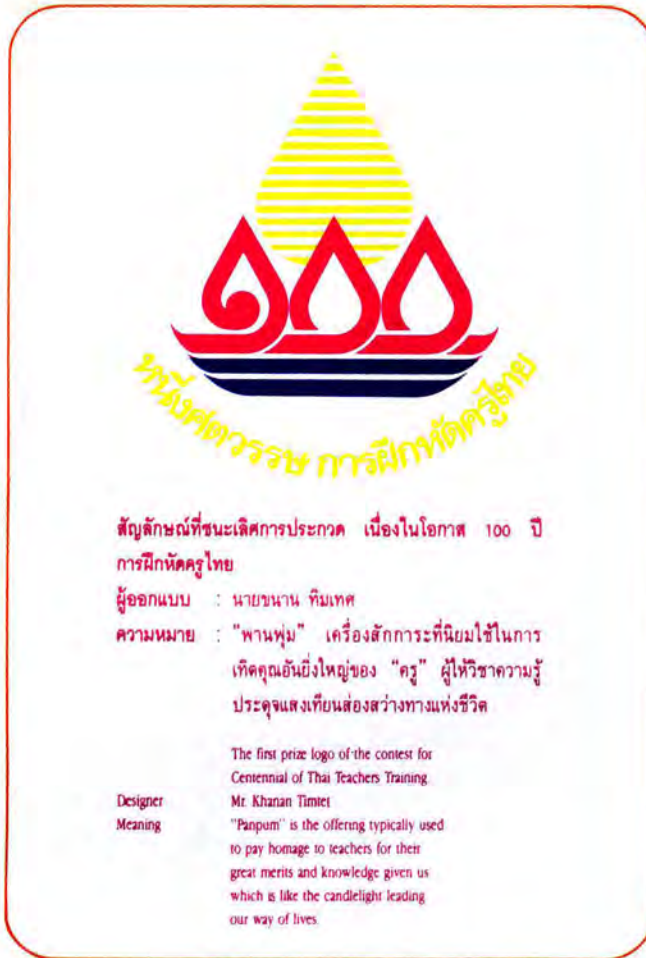 ๑๐๐
หนึ่งศตวรรษ การฝึกหัดครูไทย
สัญลักษณ์ที่ชนะเลิศการประกวด เนื่องในโอกาส 100 ปี
การฝึกหัดครูไทย
ผู้ออกแบบ : นายขนาน ทิมเทศ
ความหมาย : "พานพุ่ม" เครื่องสักการะที่นิยมใช้ในการ
เทิดคุณอันยิ่งใหญ่ของ "ครู" ผู้ให้วิชาความรู้
ประดุจแสงเทียนส่องสว่างทางแห่งชีวิต
The first prize logo of the contest for
Centennial of Thai Teachers Training.
Designer Mr. Khanan Timtet
Meaning "Panpum" is the offering typically used
to pay homage to teachers for their
great merits and knowledge given us
which is like the candlelight leading
our way of lives.